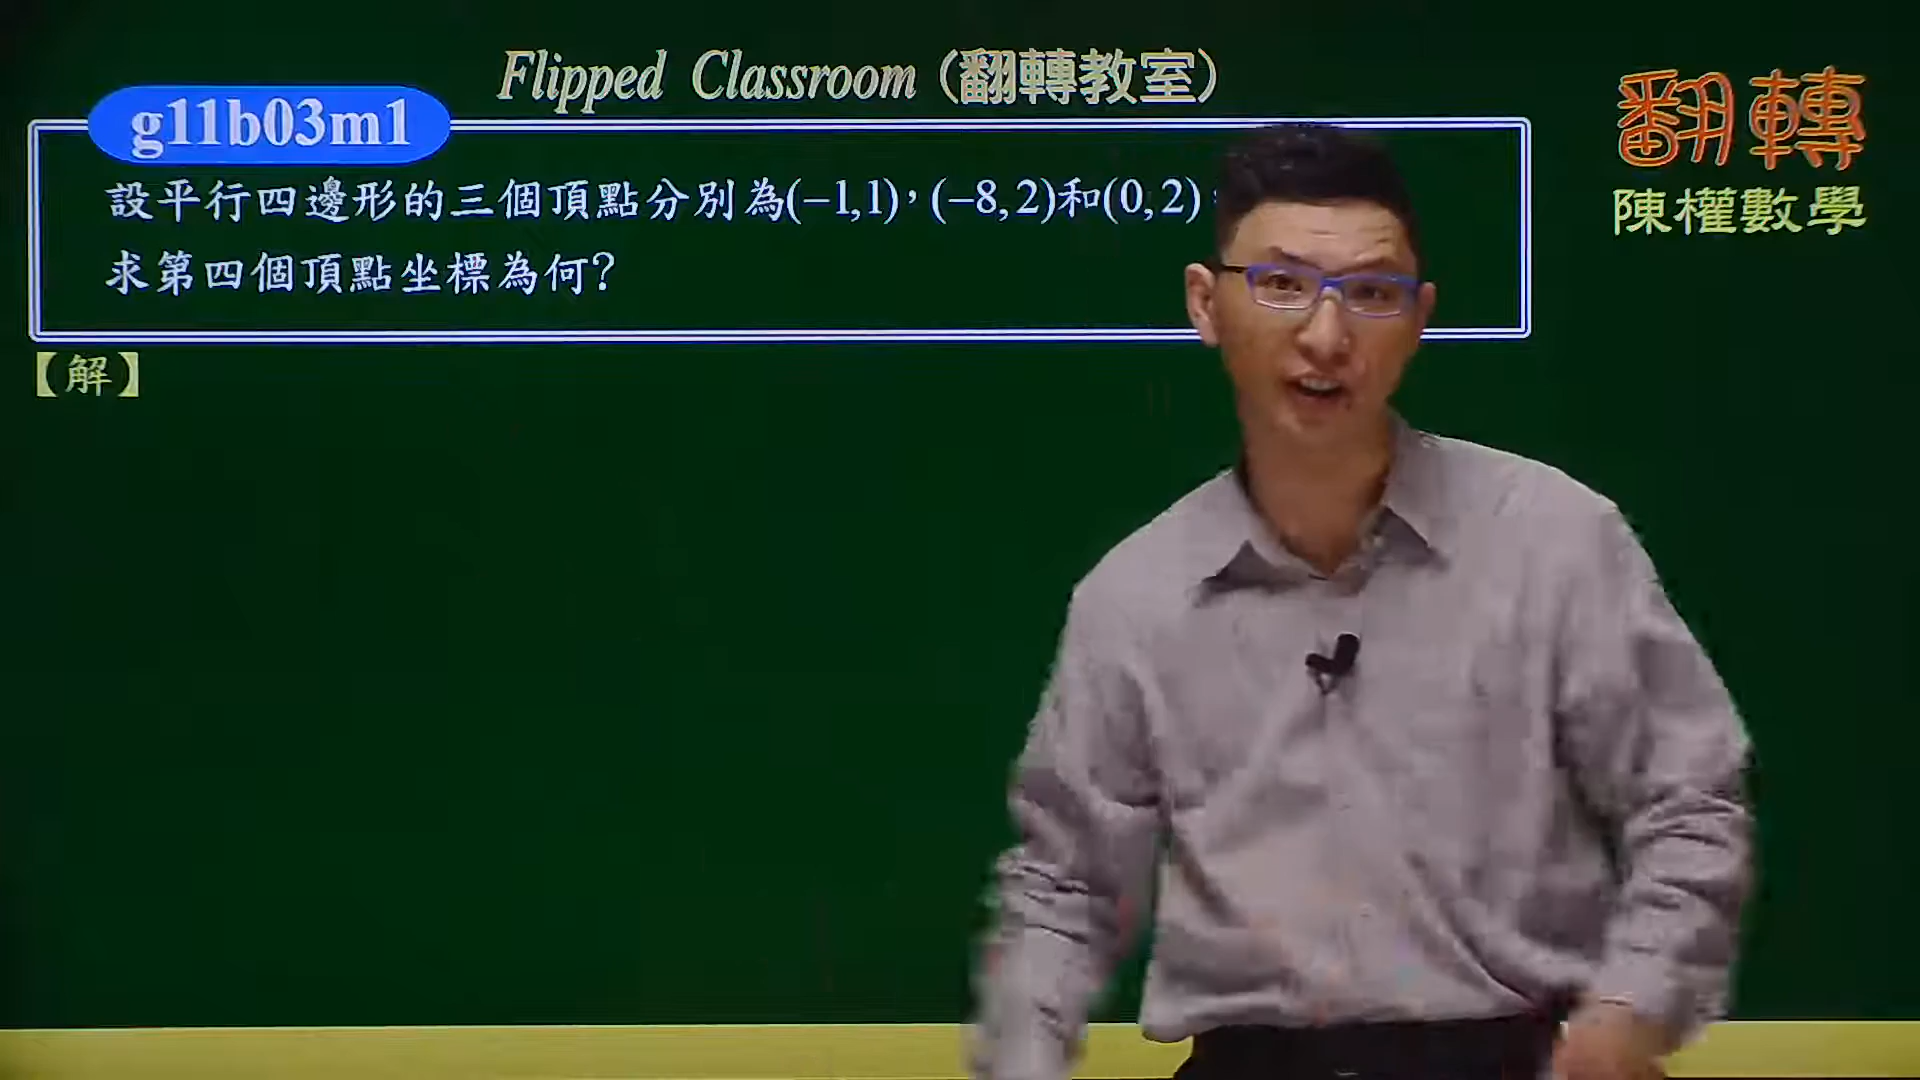 Flipped Classroom (翻轉教室)
g11b03m1
翻轉
陳權數學
設平行四邊形的三個頂點分別為(−1,1)，(−8,2)和(0,2)，
求第四個頂點坐標為何？
【解】